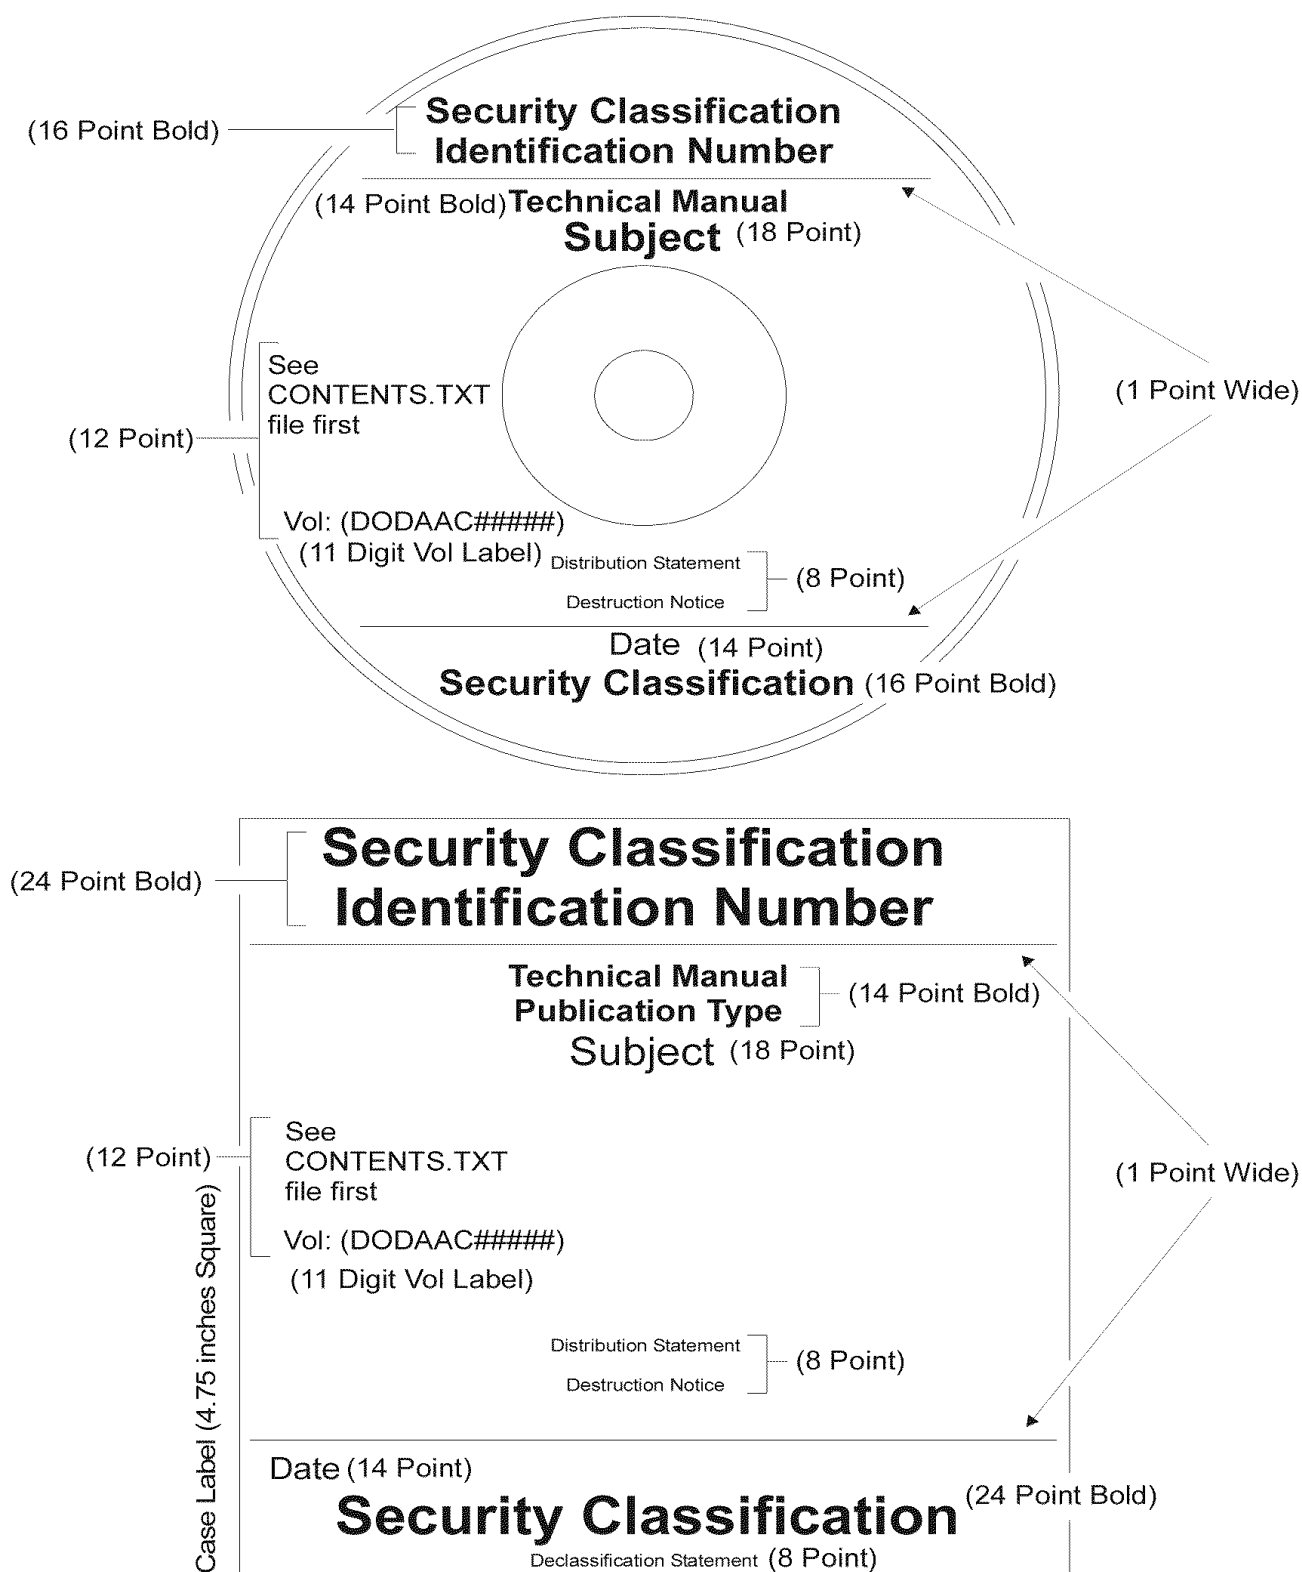 Security Classification
(16 Point Bold)
Identification Number
(14 Point Bold) Technical Manual
Subject (18 Point)
See
CONTENTS.TXT
file first
(1 Point Wide)
(12 Point)
Vol: (DODAAC#####)
(11 Digit Vol Label)
Distribution Statement
(8 Point)
Destruction Notice
Date (14 Point)
Security Classification (16 Point Bold)
Security Classification
(24 Point Bold)
Identification Number
Technical Manual
(14 Point Bold)
Publication Type
Subject (18 Point)
See
(12 Point)
CONTENTS.TXT
(1 Point Wide)
file first
Vol: (DODAAC#####)
(11 Digit Vol Label)
Case Label (4.75 inches Square)
Distribution Statement
(8 Point)
Destruction Notice
Date (14 Point)
(24 Point Bold)
Security Classification
Declassification Statement (8 Point)